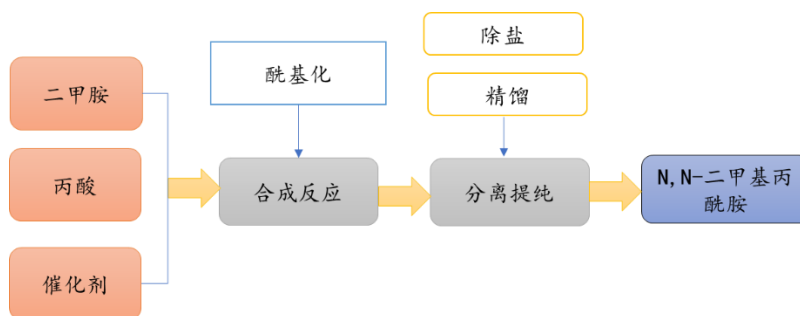 除盐
酰基化
二甲胺
精馏
丙酸
合成反应
分离提纯
N,N-二甲基丙
酰胺
催化剂